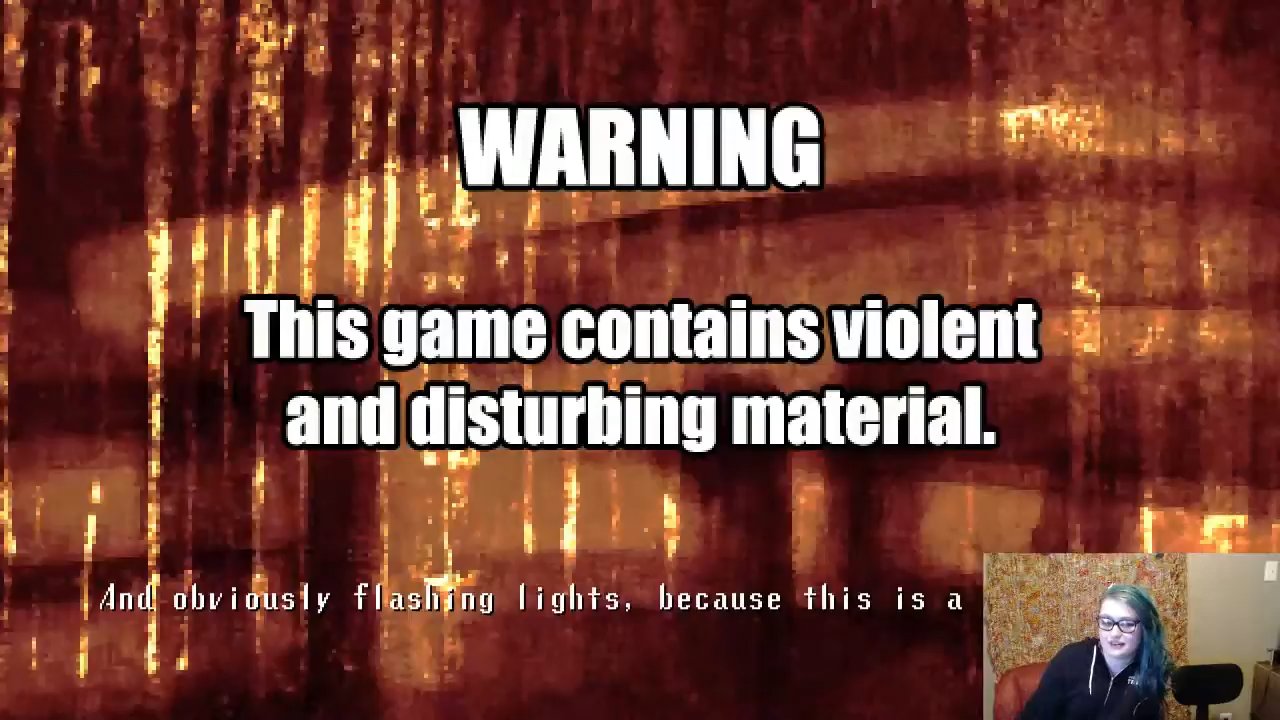 WARNING
This game contains violent
and disturbing material.
And obviously flashing lights, because this is a